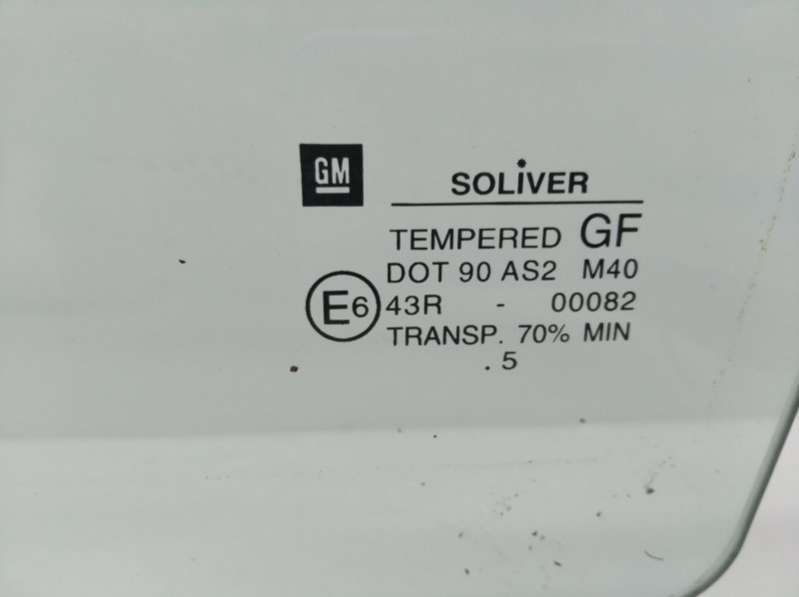 GM SOLIVER
TEMPERED GF
DOT 90 AS2 M40
E6 43R - 00082
TRANSP. 70% MIN
. 5